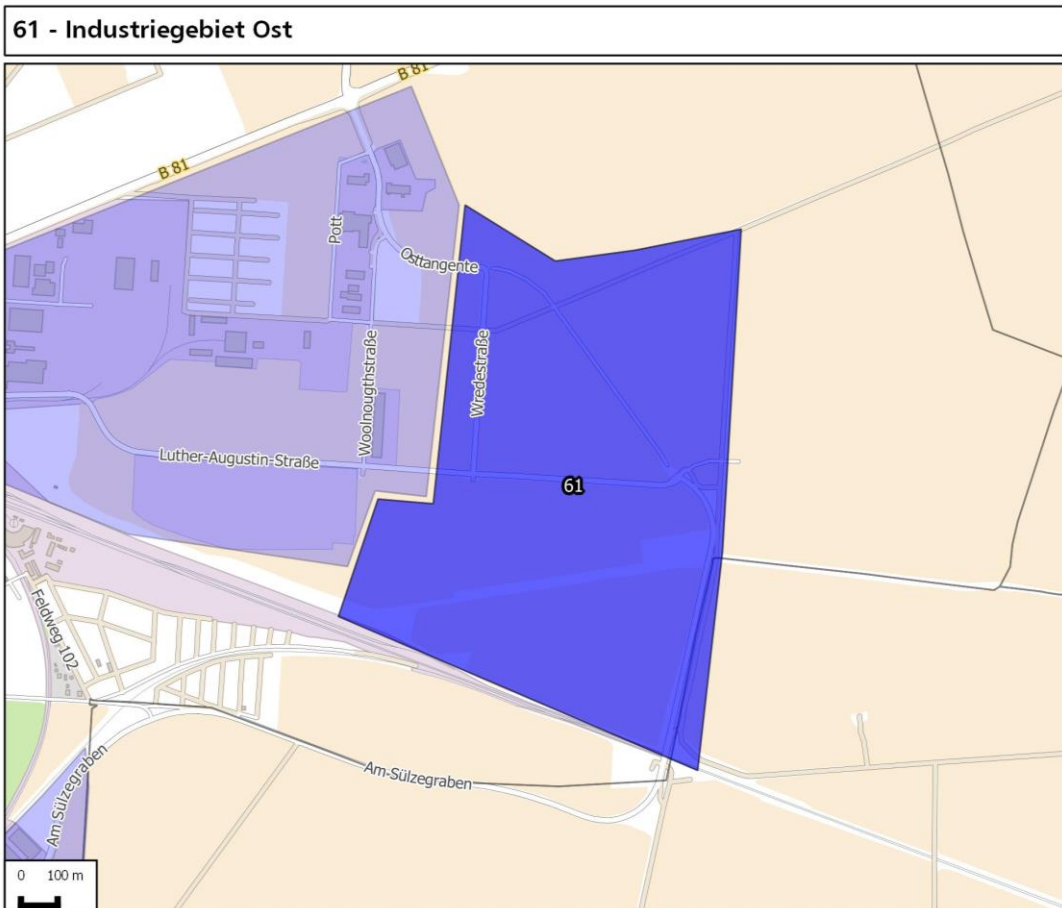 61 - Industriegebiet Ost
B 81
B 81
Pott
Osttangente
Wredestraße
Woolnougthstraße
Luther-Augustin-Straße
61
Feldweg 102
Am Sülzegraben
Am-Sülzegraben
0 100 m